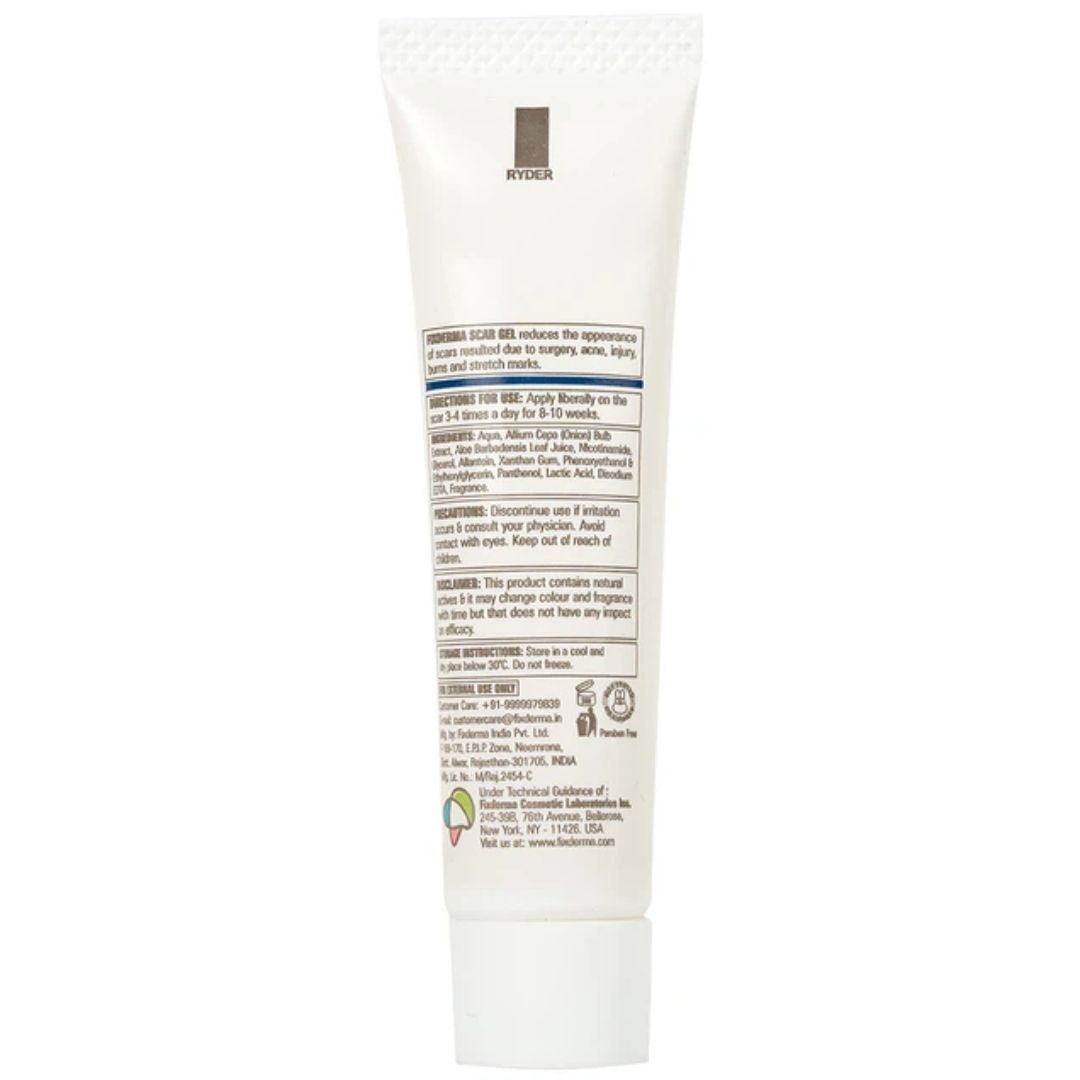 RYDER
FIXDERMA SCAR GEL reduces the appearance
of scars resulted due to surgery, acne, injury,
burns and stretch marks.
DIRECTIONS FOR USE: Apply liberally on the
scar 3-4 times a day for 8-10 weeks.
INGREDIENTS: Aqua, Allium Cepa (Onion) Bulb
Extract, Aloe Barbadensis Leaf Juice, Nicotinamide,
Glycerol, Allantoin, Xanthan Gum, Phenoxyethanol &
Ethylhexylglycerin, Panthenol, Lactic Acid, Disodium
EDTA, Fragrance.
PRECAUTIONS: Discontinue use if irritation
occurs & consult your physician. Avoid
contact with eyes. Keep out of reach of
children.
DISCLAIMER: This product contains natural
actives & it may change colour and fragrance
with time but that does not have any impact
on efficacy.
STORAGE INSTRUCTIONS: Store in a cool and
dry place below 30°C. Do not freeze.
FOR EXTERNAL USE ONLY
Customer Care: +91-9999979839
E-mail: customercare@fixderma.in
Mfg. by: Fixderma India Pvt. Ltd.
E.P.I.P. Zone, Neemrana,
Distt. Alwar, Rajasthan-301705, INDIA
Mfg. Lic. No.: M/Raj.2454-C
Paraben Free
Under Technical Guidance of :
Fixderma Cosmetic Laboratories Inc.
245-39B, 76th Avenue, Bellerose,
New York, NY - 11426. USA
Visit us at: www.fixderma.com